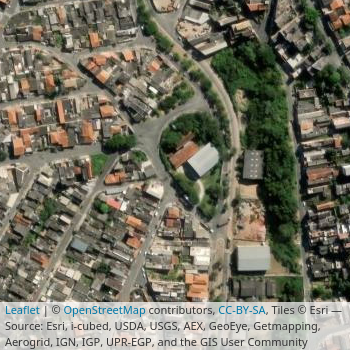 Leaflet | © OpenStreetMap contributors, CC-BY-SA, Tiles © Esri —
Source: Esri, i-cubed, USDA, USGS, AEX, GeoEye, Getmapping,
Aerogrid, IGN, IGP, UPR-EGP, and the GIS User Community